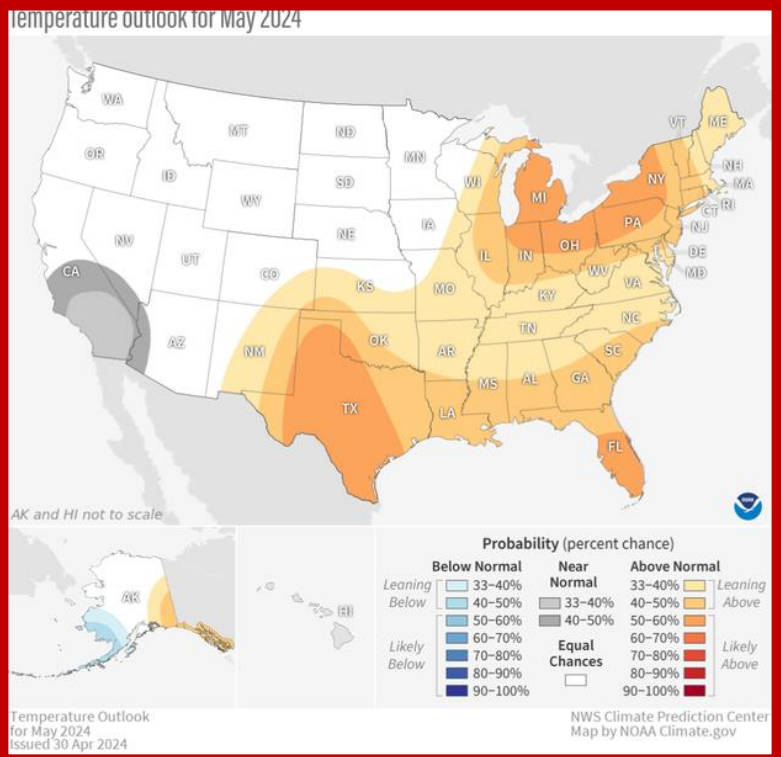 Temperature outlook for May 2024
WA
MT
ND
MN
VT
ME
OR
ID
SD
WI
MI
NY
NH
MA
WY
CT
RI
IA
PA
NJ
NV
NE
IL
IN
OH
DE
UT
CO
WV
MD
CA
KS
MO
KY
VA
AZ
NM
OK
AR
TN
NC
SC
TX
MS
AL
GA
LA
FL
NOAA
AK and HI not to scale
AK
HI
Probability (percent chance)
Below Normal
Near
Normal
Above Normal
Leaning
Below
33–40%
40–50%
Likely
Below
50–60%
60–70%
70–80%
80–90%
90–100%
33–40%
40–50%
Equal
Chances
33–40%
40–50%
Leaning
Above
50–60%
60–70%
70–80%
80–90%
90–100%
Likely
Above
Temperature Outlook
for May 2024
Issued 30 Apr 2024
NWS Climate Prediction Center
Map by NOAA Climate.gov